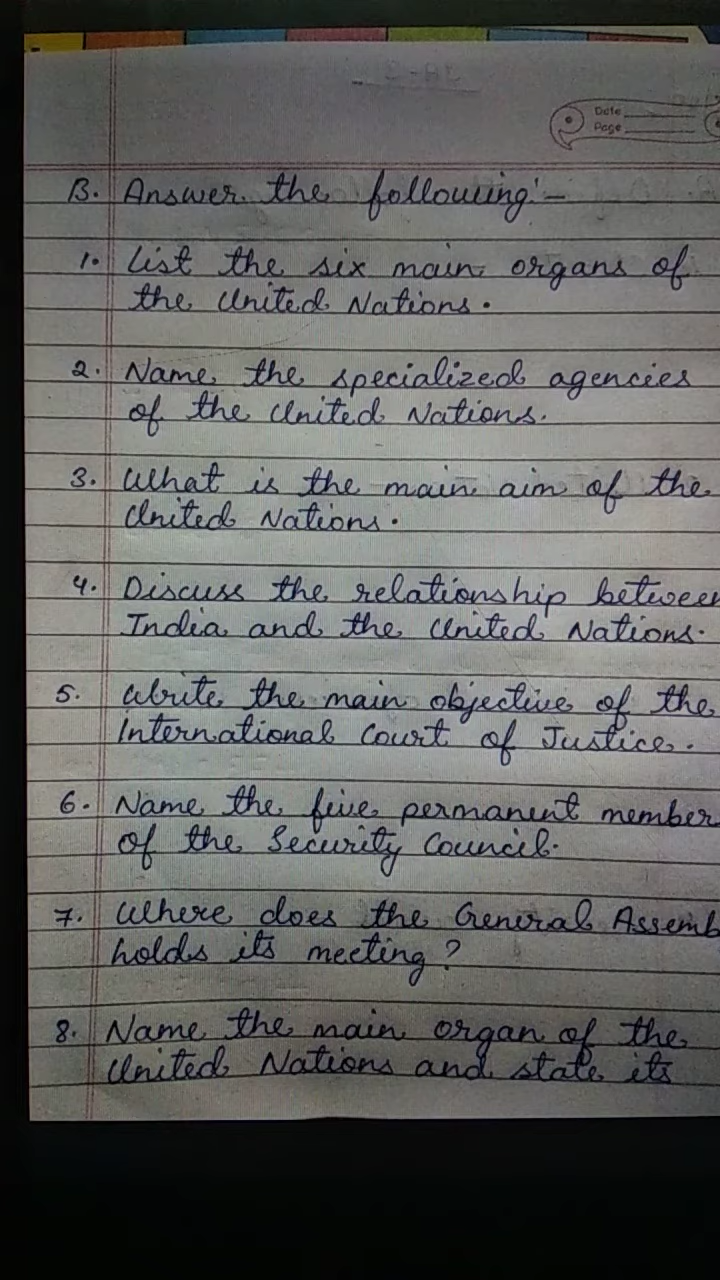 Date
Page
B. Answer the following:-
1. List the six main organs of
the United Nations.
2. Name the specialized agencies
of the United Nations.
3. What is the main aim of the
United Nations.
4. Discuss the relationship between
India and the United Nations.
5. Write the main objective of the
International Court of Justice.
6. Name the five permanent member
of the Security Council.
7. Where does the General Assemb
holds its meeting?
8. Name the main organ of the
United Nations and state its